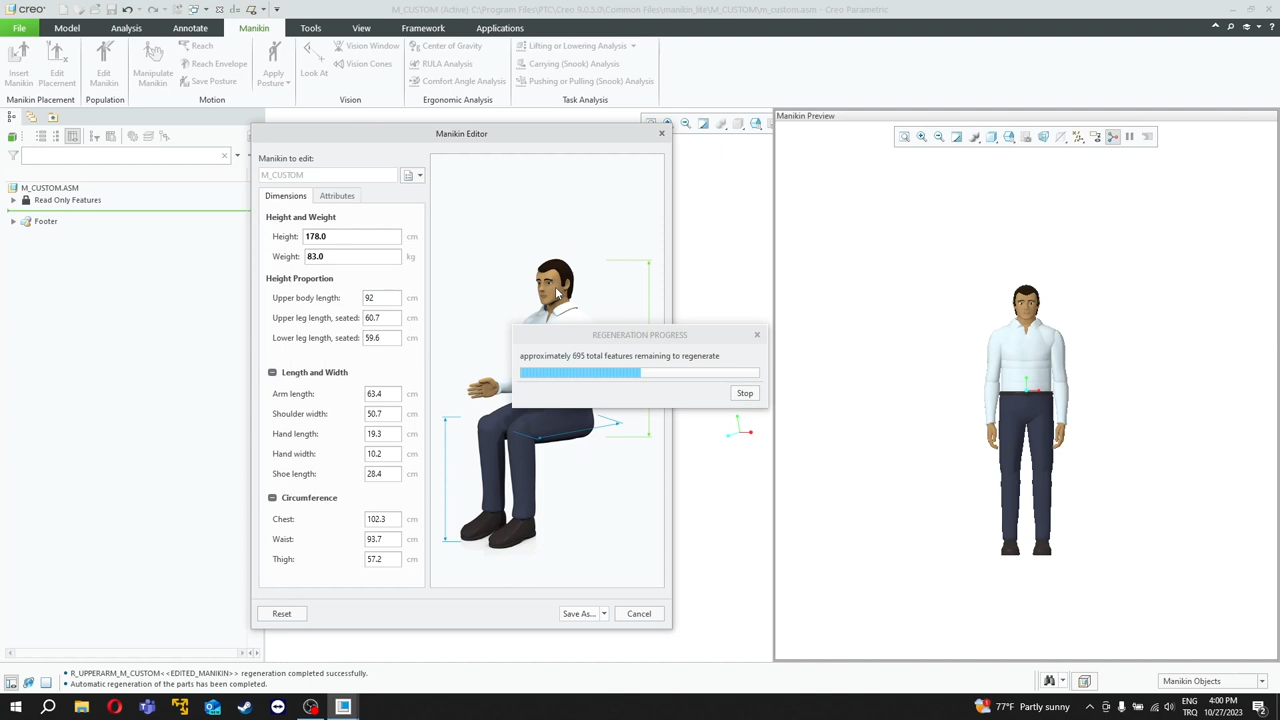 creo
M_CUSTOM (Active) C:\Program Files\PTC\Creo 9.0.5.0\Common Files\manikin_lite\M_CUSTOM\m_custom.asm - Creo Parametric
File Model Analysis Annotate Manikin Tools View Framework Applications
Insert Manikin
Edit Placement
Manikin Placement
Edit Manikin
Population
Manipulate Manikin
Reach
Reach Envelope
Save Posture
Apply Posture
Motion
Look At
Vision Window
Vision Cones
Vision
Center of Gravity
RULA Analysis
Comfort Angle Analysis
Ergonomic Analysis
Lifting or Lowering Analysis
Carrying (Snook) Analysis
Pushing or Pulling (Snook) Analysis
Task Analysis
M_CUSTOM.ASM
Read Only Features
Footer
Manikin Editor
Manikin to edit:
M_CUSTOM
Dimensions Attributes
Height and Weight
Height: 178.0 cm
Weight: 83.0 kg
Height Proportion
Upper body length: 92 cm
Upper leg length, seated: 60.7 cm
Lower leg length, seated: 59.6 cm
Length and Width
Arm length: 63.4 cm
Shoulder width: 50.7 cm
Hand length: 19.3 cm
Hand width: 10.2 cm
Shoe length: 28.4 cm
Circumference
Chest: 102.3 cm
Waist: 93.7 cm
Thigh: 57.2 cm
Reset
Save As...
Cancel
REGENERATION PROGRESS
approximately 695 total features remaining to regenerate
Stop
Manikin Preview
R_UPPERARM_M_CUSTOM<<EDITED_MANIKIN>> regeneration completed successfully.
Automatic regeneration of the parts has been completed.
Manikin Objects
77°F Partly sunny
ENG
TRQ
4:00 PM
10/27/2023
2